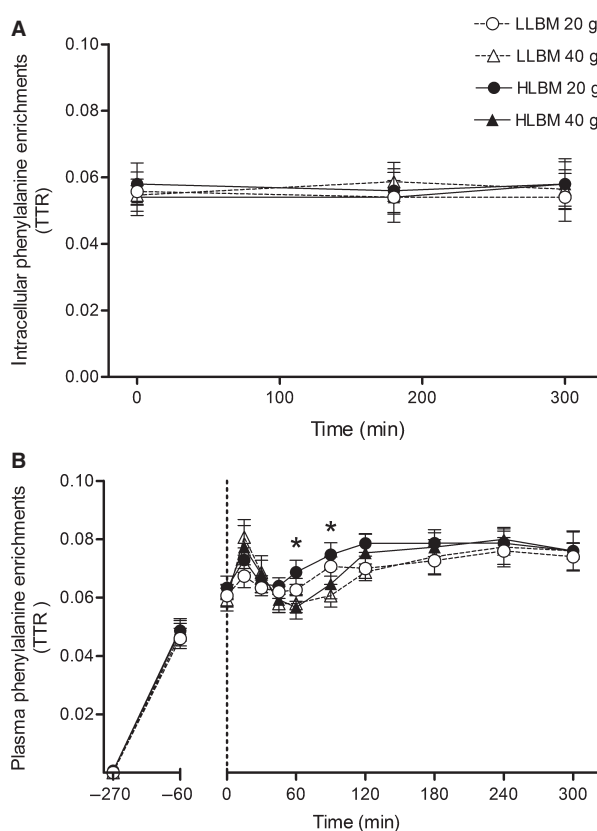 A
LLBM 20 g
LLBM 40 g
HLBM 20 g
HLBM 40 g
Intracellular phenylalanine enrichments
(TTR)
0.10
0.08
0.06
0.04
0.02
0.00
0 100 200 300
Time (min)
B
Plasma phenylalanine enrichments
(TTR )
0.10
0.08
0.06
0.04
0.02
* *
–270 –60 0 60 120 180 240 300
Time (min)